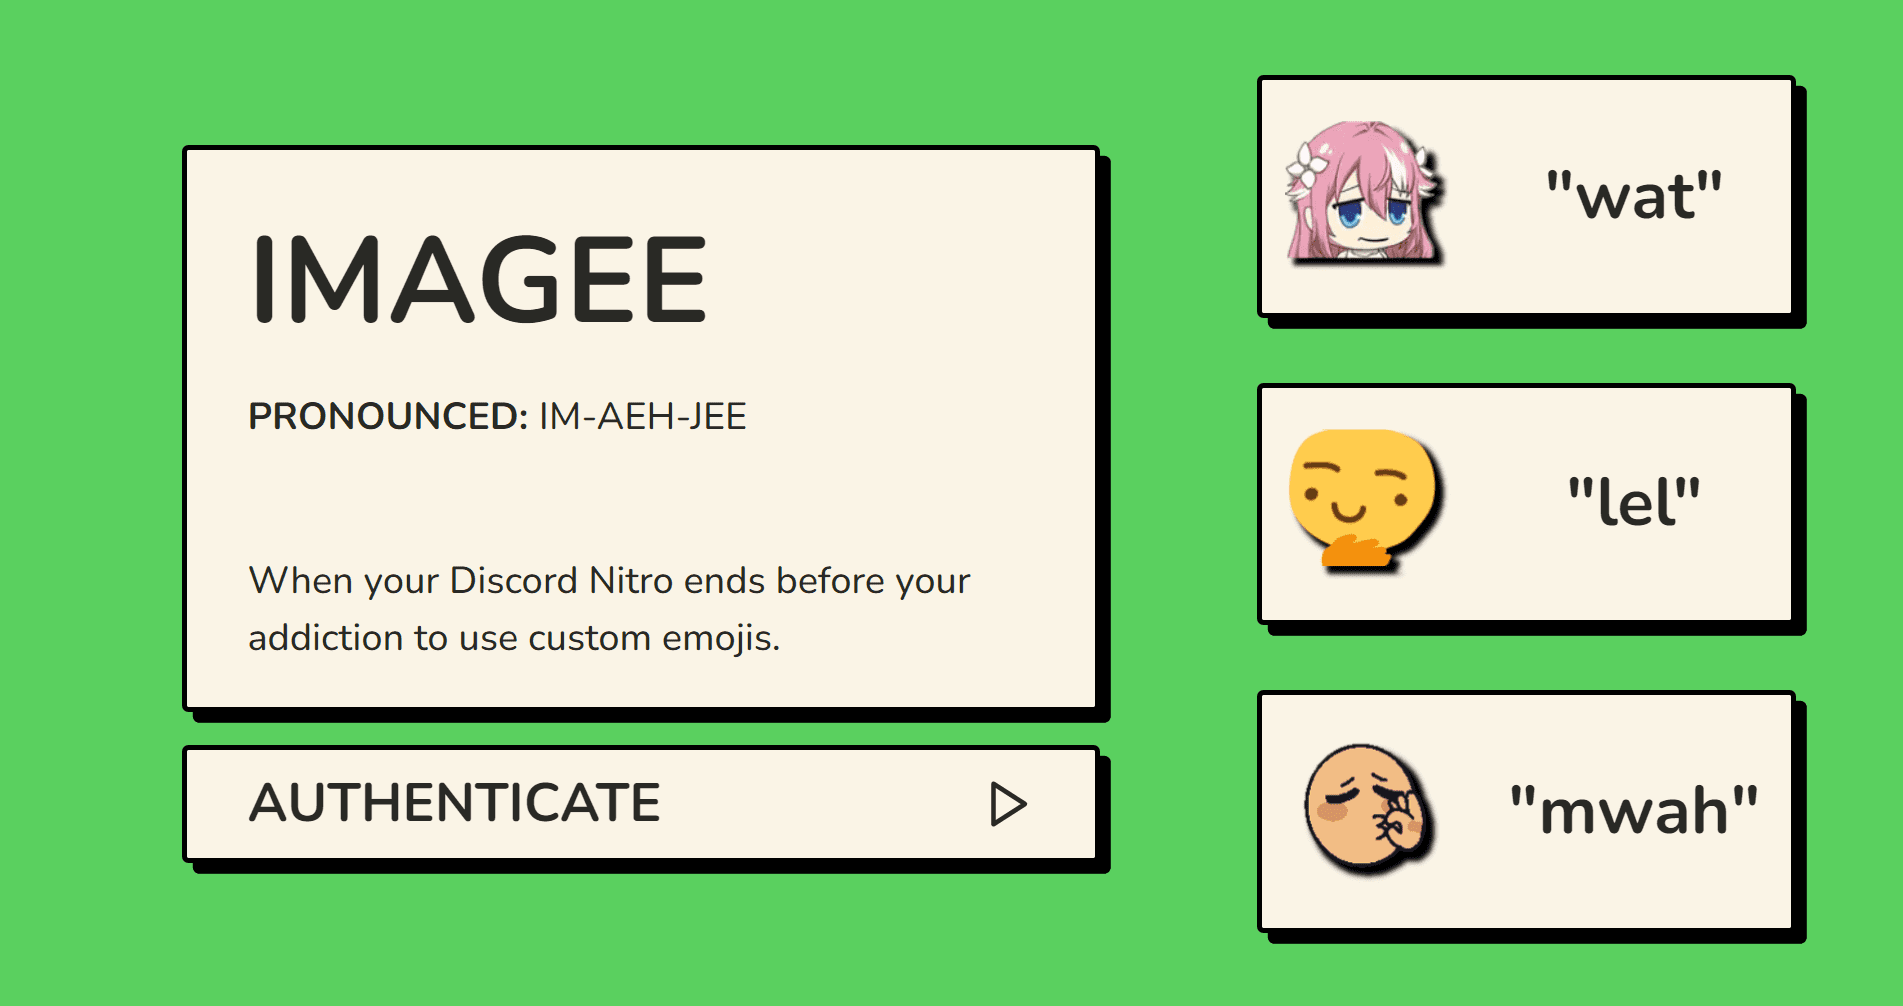 IMAGEE
PRONOUNCED: IM-AEH-JEE
When your Discord Nitro ends before your
addiction to use custom emojis.
AUTHENTICATE
"wat"
"lel"
"mwah"